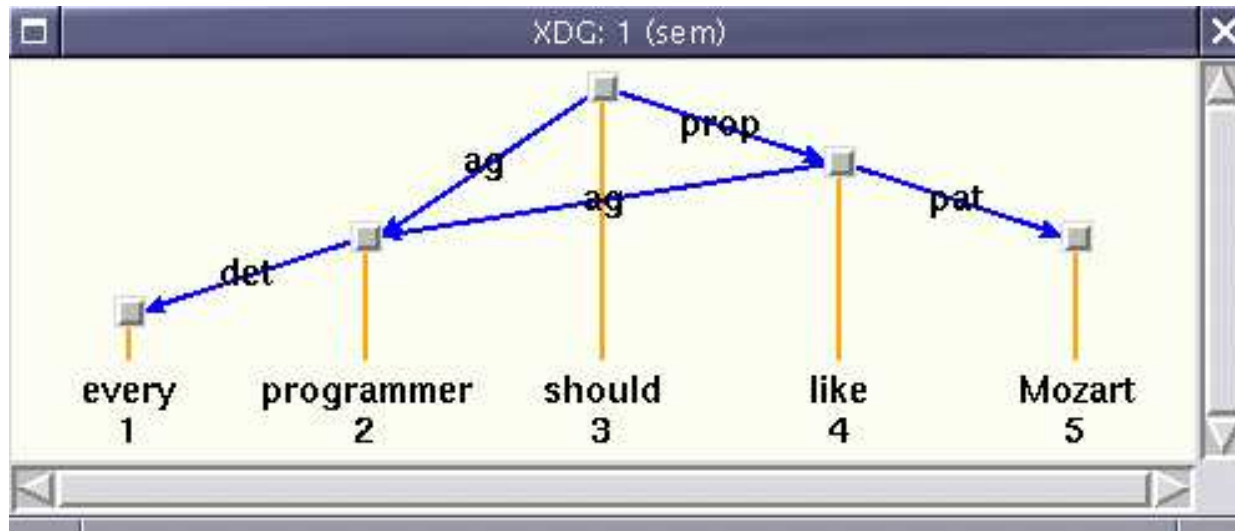 XDG: 1 (sem)
prop
ag
ag
pat
det
every programmer should like Mozart
1 2 3 4 5